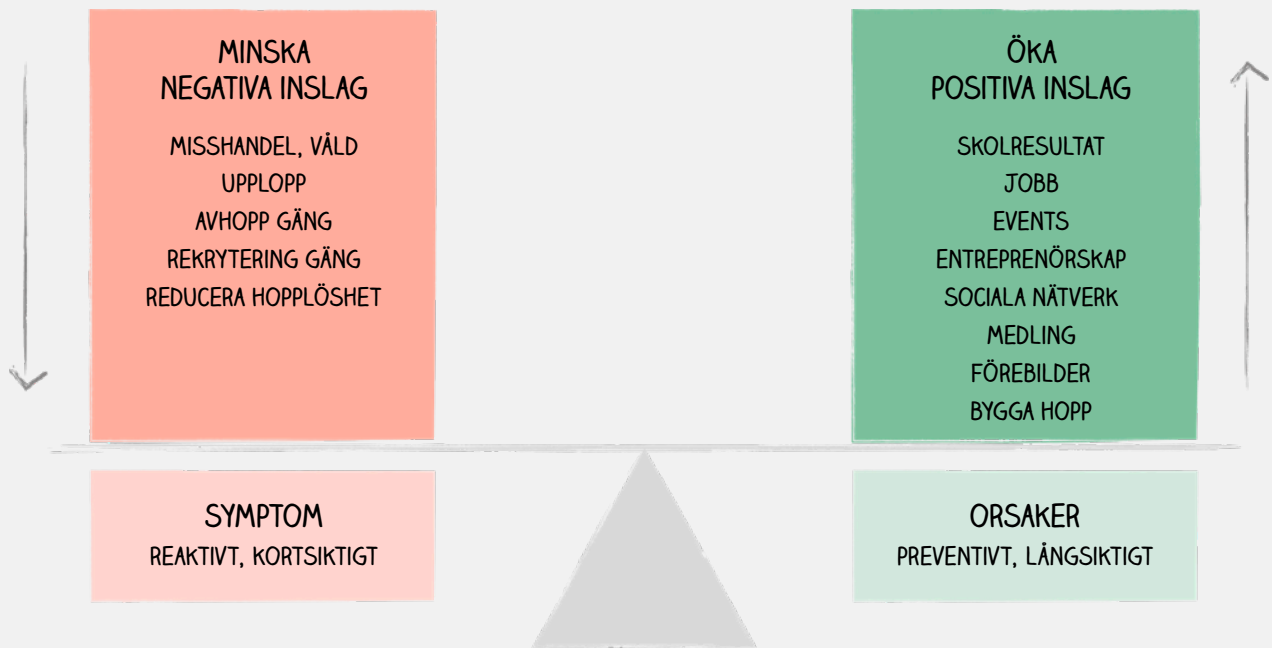 MINSKA
NEGATIVA INSLAG
MISSHANDEL, VÅLD
UPPLOPP
AVHOPP GÄNG
REKRYTERING GÄNG
REDUCERA HOPPLÖSHET
SYMPTOM
REAKTIVT, KORTSIKTIGT
ÖKA
POSITIVA INSLAG
SKOLRESULTAT
JOBB
EVENTS
ENTREPRENÖRSKAP
SOCIALA NÄTVERK
MEDLING
FÖREBILDER
BYGGA HOPP
ORSAKER
PREVENTIVT, LÅNGSIKTIGT